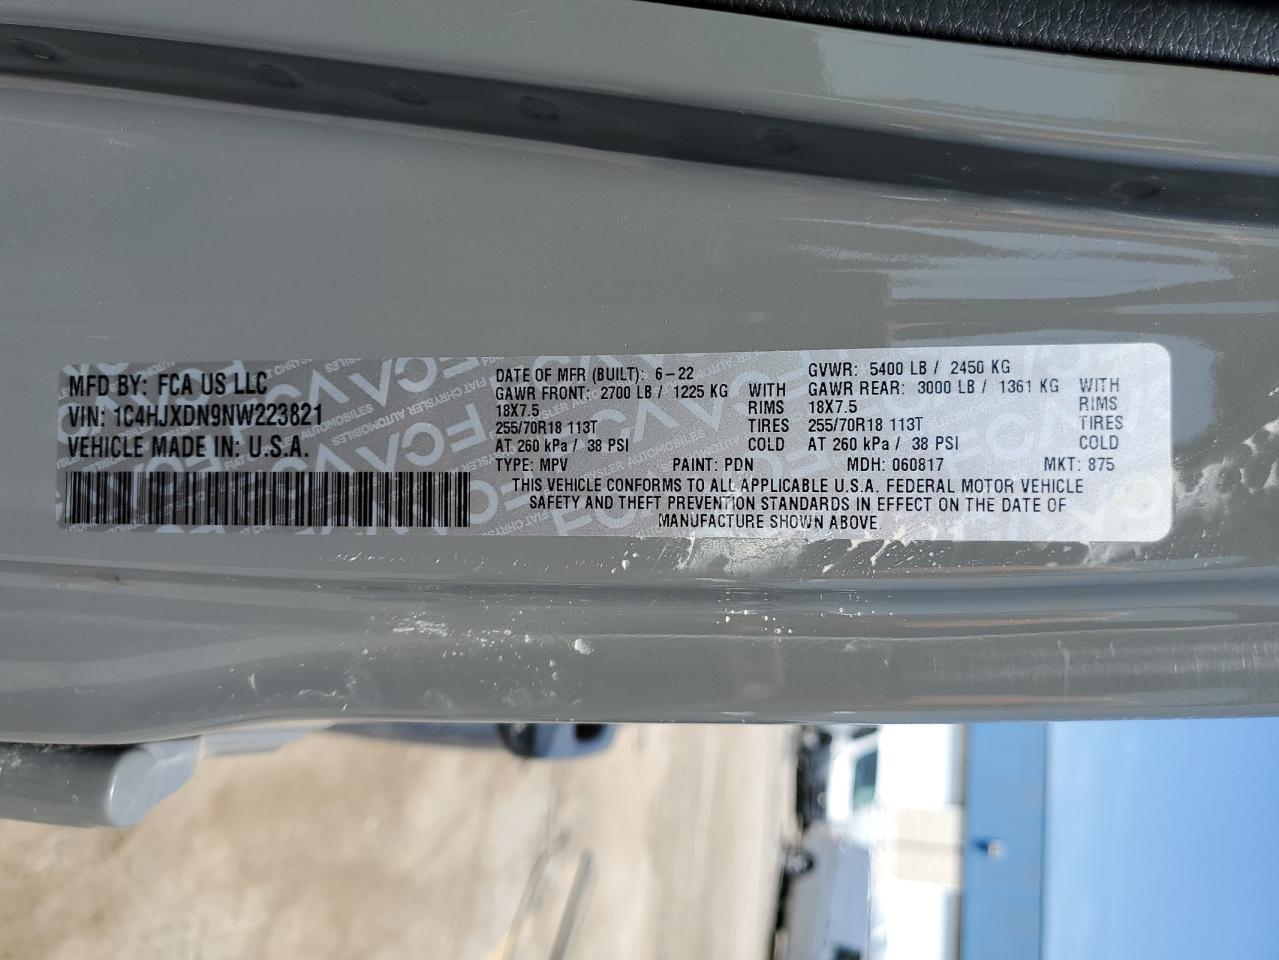 MFD BY: FCA US LLC
VIN: 1C4HJXDN9NW223821
VEHICLE MADE IN: U.S.A.
DATE OF MFR (BUILT): 6-22
GAWR FRONT: 2700 LB / 1225 KG WITH
18X7.5 RIMS
255/70R18 113T TIRES
AT 260 kPa / 38 PSI COLD
GVWR: 5400 LB / 2450 KG
GAWR REAR: 3000 LB / 1361 KG WITH
18X7.5 RIMS
255/70R18 113T TIRES
AT 260 kPa / 38 PSI COLD
TYPE: MPV PAINT: PDN MDH: 060817 MKT: 875
THIS VEHICLE CONFORMS TO ALL APPLICABLE U.S.A. FEDERAL MOTOR VEHICLE
SAFETY AND THEFT PREVENTION STANDARDS IN EFFECT ON THE DATE OF
MANUFACTURE SHOWN ABOVE